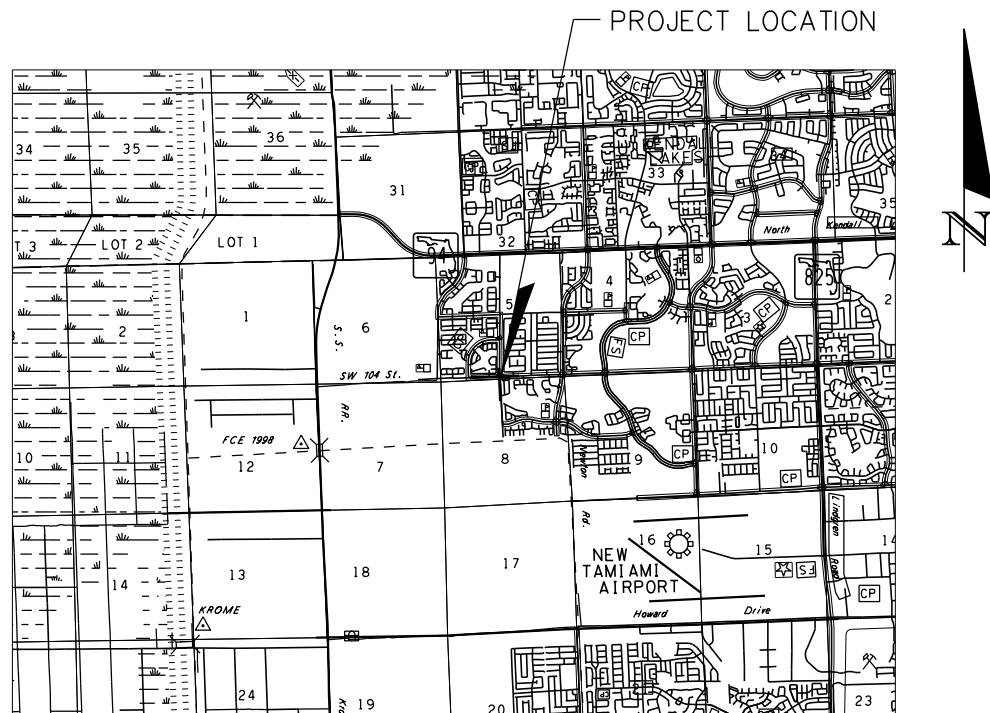 PROJECT LOCATION
N
36
34
35
31
33
LAKES
35
32
North
Kendall
T 3
LOT 2
LOT 1
94
825
2
1
2
6
5
4
3
S.S.
SW 104 St.
CP
CP
CP
FS
RR.
FCE 1998
10
11
12
7
8
9
10
CP
CP
Newton
Rd.
Lindgren
Road
16
15
14
NEW
TAMIAMI
AIRPORT
FS
17
18
13
14
CP
KROME
Howard
Drive
24
19
20
23
CP
Kr